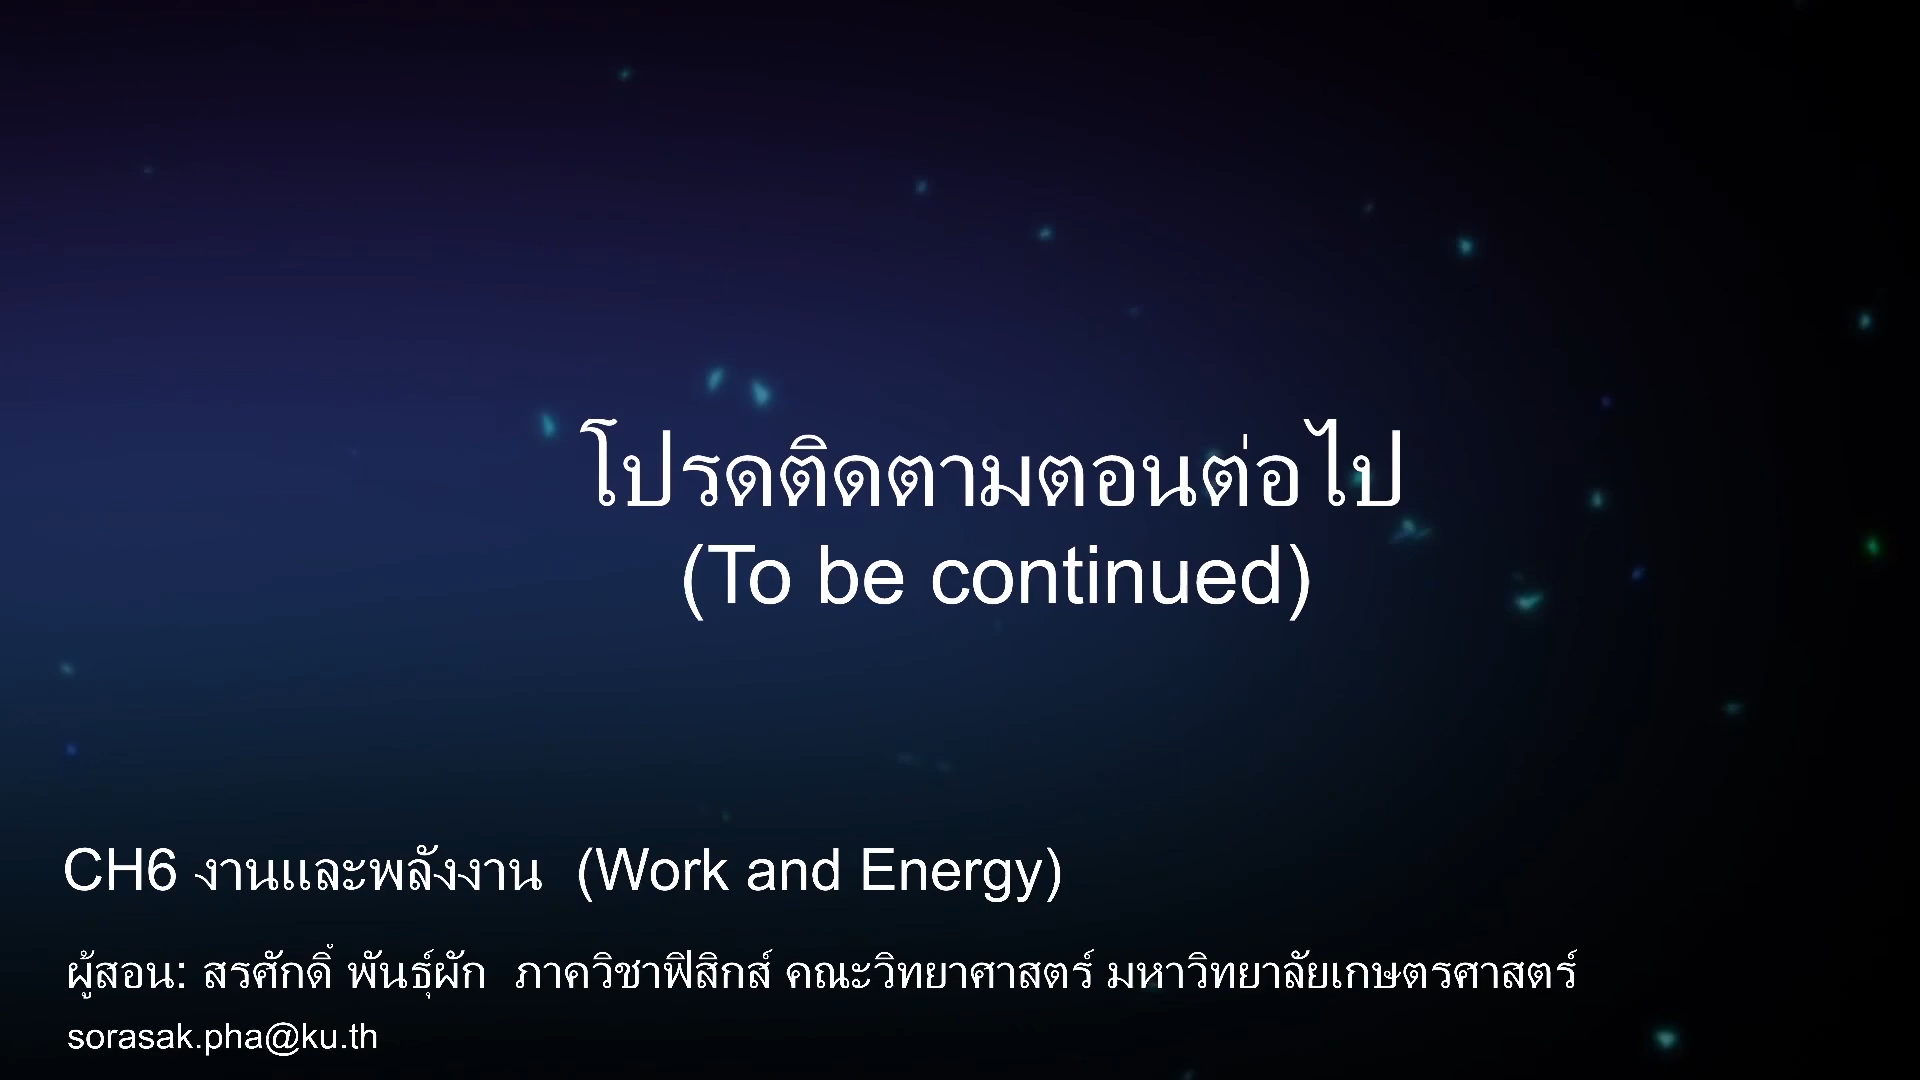 โปรดติดตามตอนต่อไป
(To be continued)
CH6 งานและพลังงาน (Work and Energy)
ผู้สอน: สรศักดิ์ พันธุ์ผัก ภาควิชาฟิสิกส์ คณะวิทยาศาสตร์ มหาวิทยาลัยเกษตรศาสตร์
sorasak.pha@ku.th